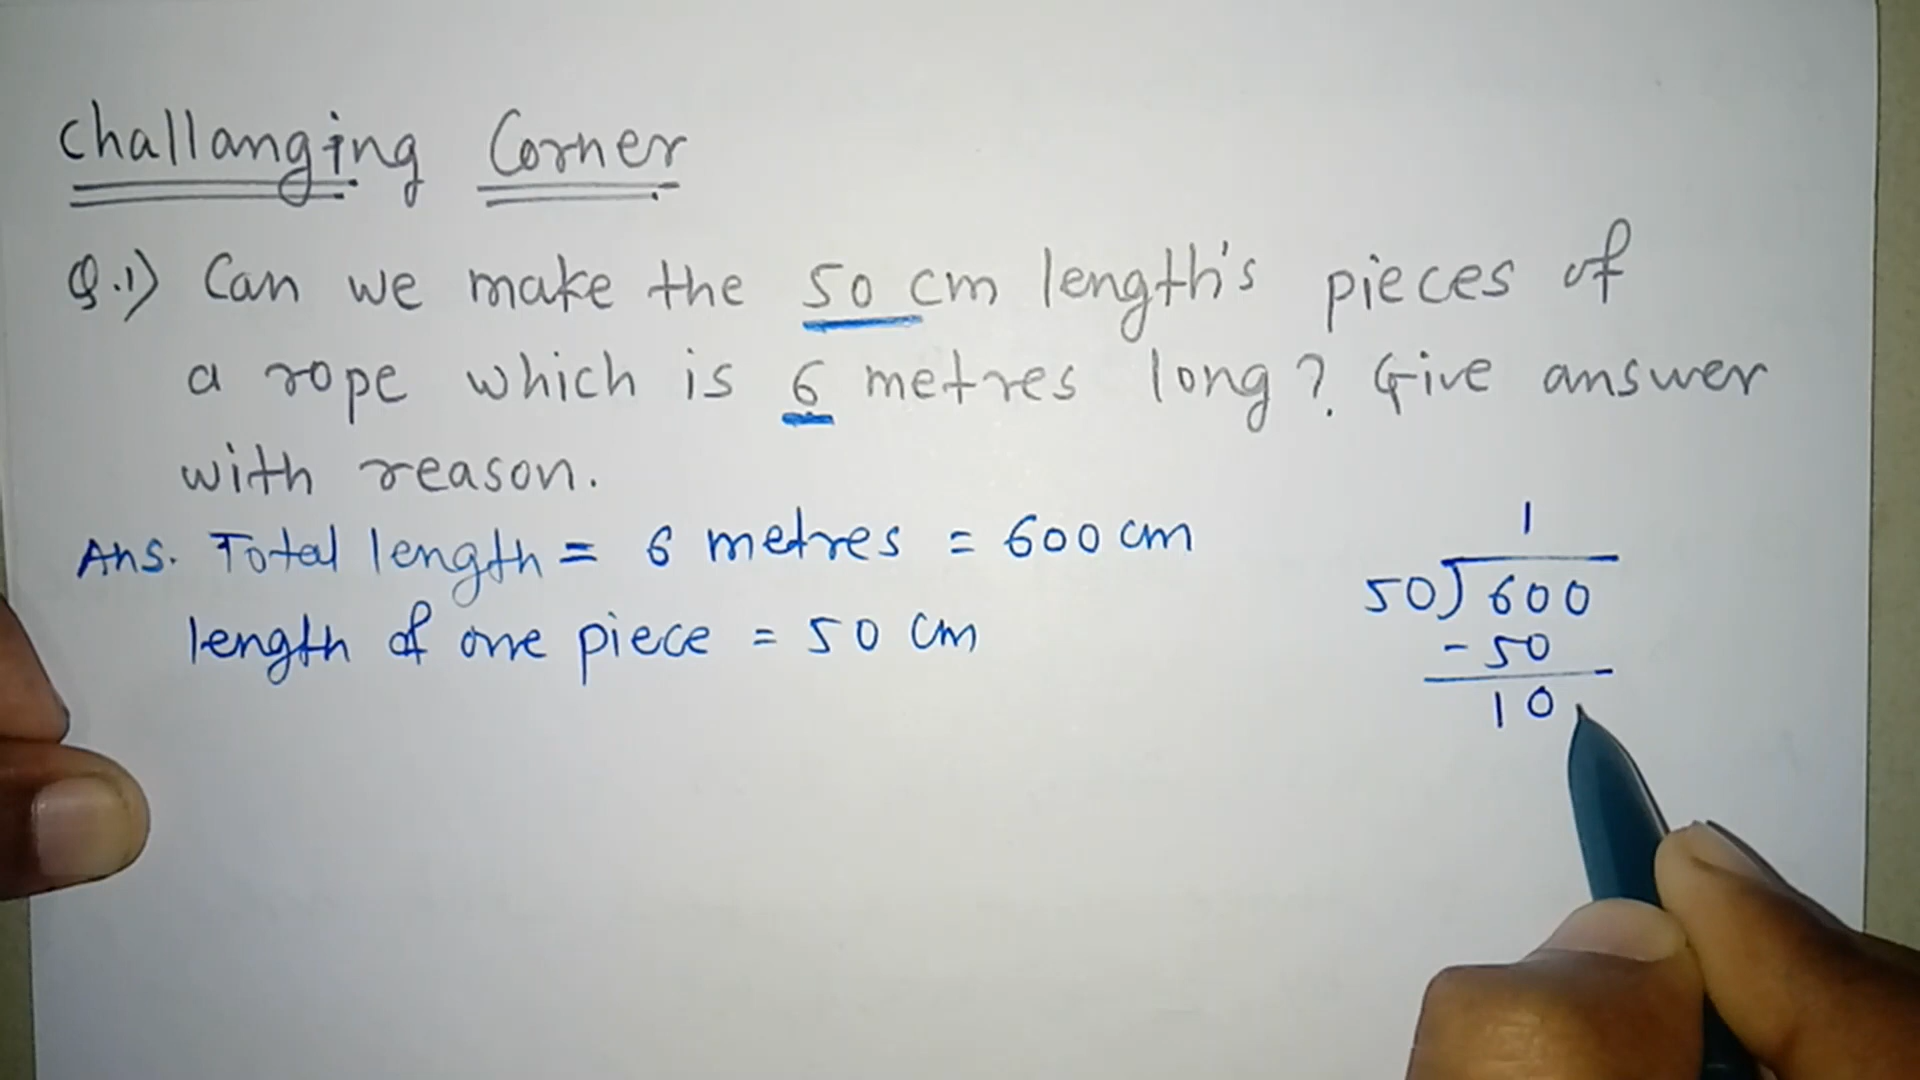 Challanging Corner
Q.1) Can we make the 50 cm length's pieces of
a rope which is 6 metres long? Give answer
with reason.
Ans. Total length = 6 metres = 600 cm
length of one piece = 50 cm
1
50) 600
- 50
10